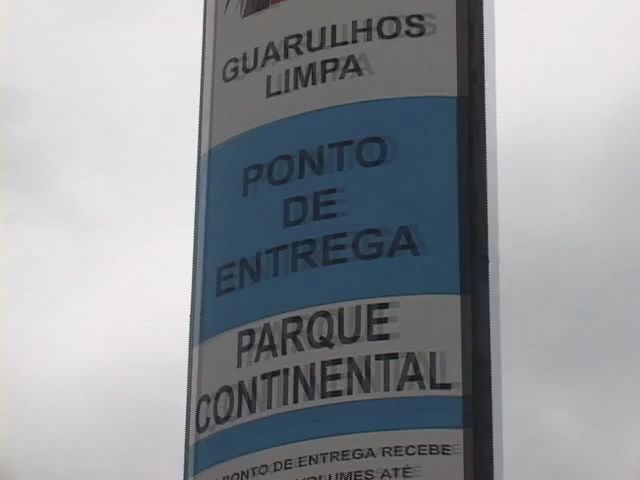 GUARULHOS
LIMPA
PONTO
DE
ENTREGA
PARQUE
CONTINENTAL
PONTO DE ENTREGA RECEBE
VOLUMES ATÉ